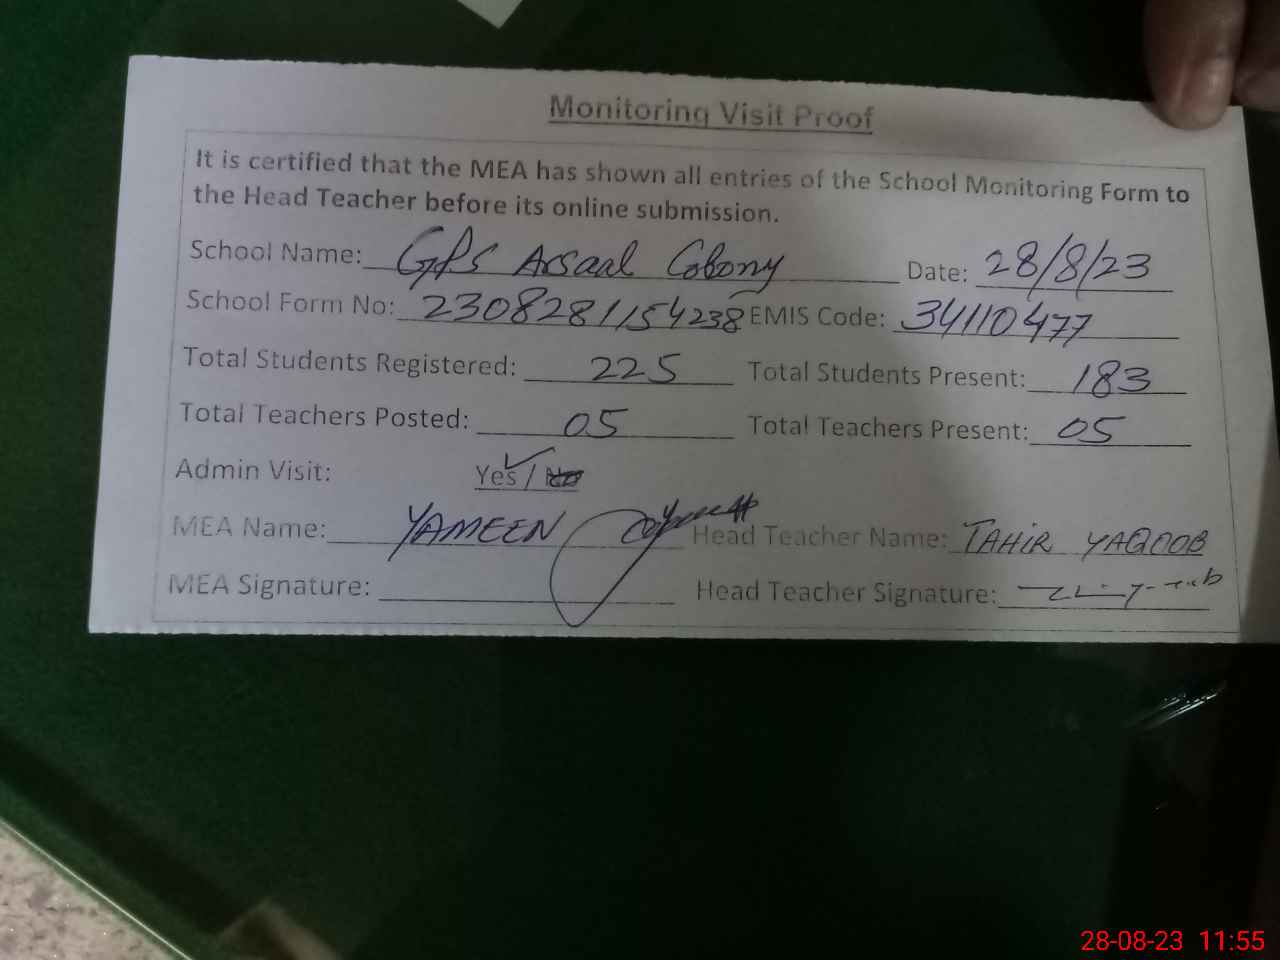 Monitoring Visit Proof
It is certified that the MEA has shown all entries of the School Monitoring Form to
the Head Teacher before its online submission.
School Name: GPS Arsaal Colony Date: 28/8/23
School Form No: 2308281154238 EMIS Code: 34110477
Total Students Registered: 225 Total Students Present: 183
Total Teachers Posted: 05 Total Teachers Present: 05
Admin Visit: Yes / No
MEA Name: YAMEEN Head Teacher Name: TAHIR YAQOOB
MEA Signature: Head Teacher Signature:
28-08-23 11:55